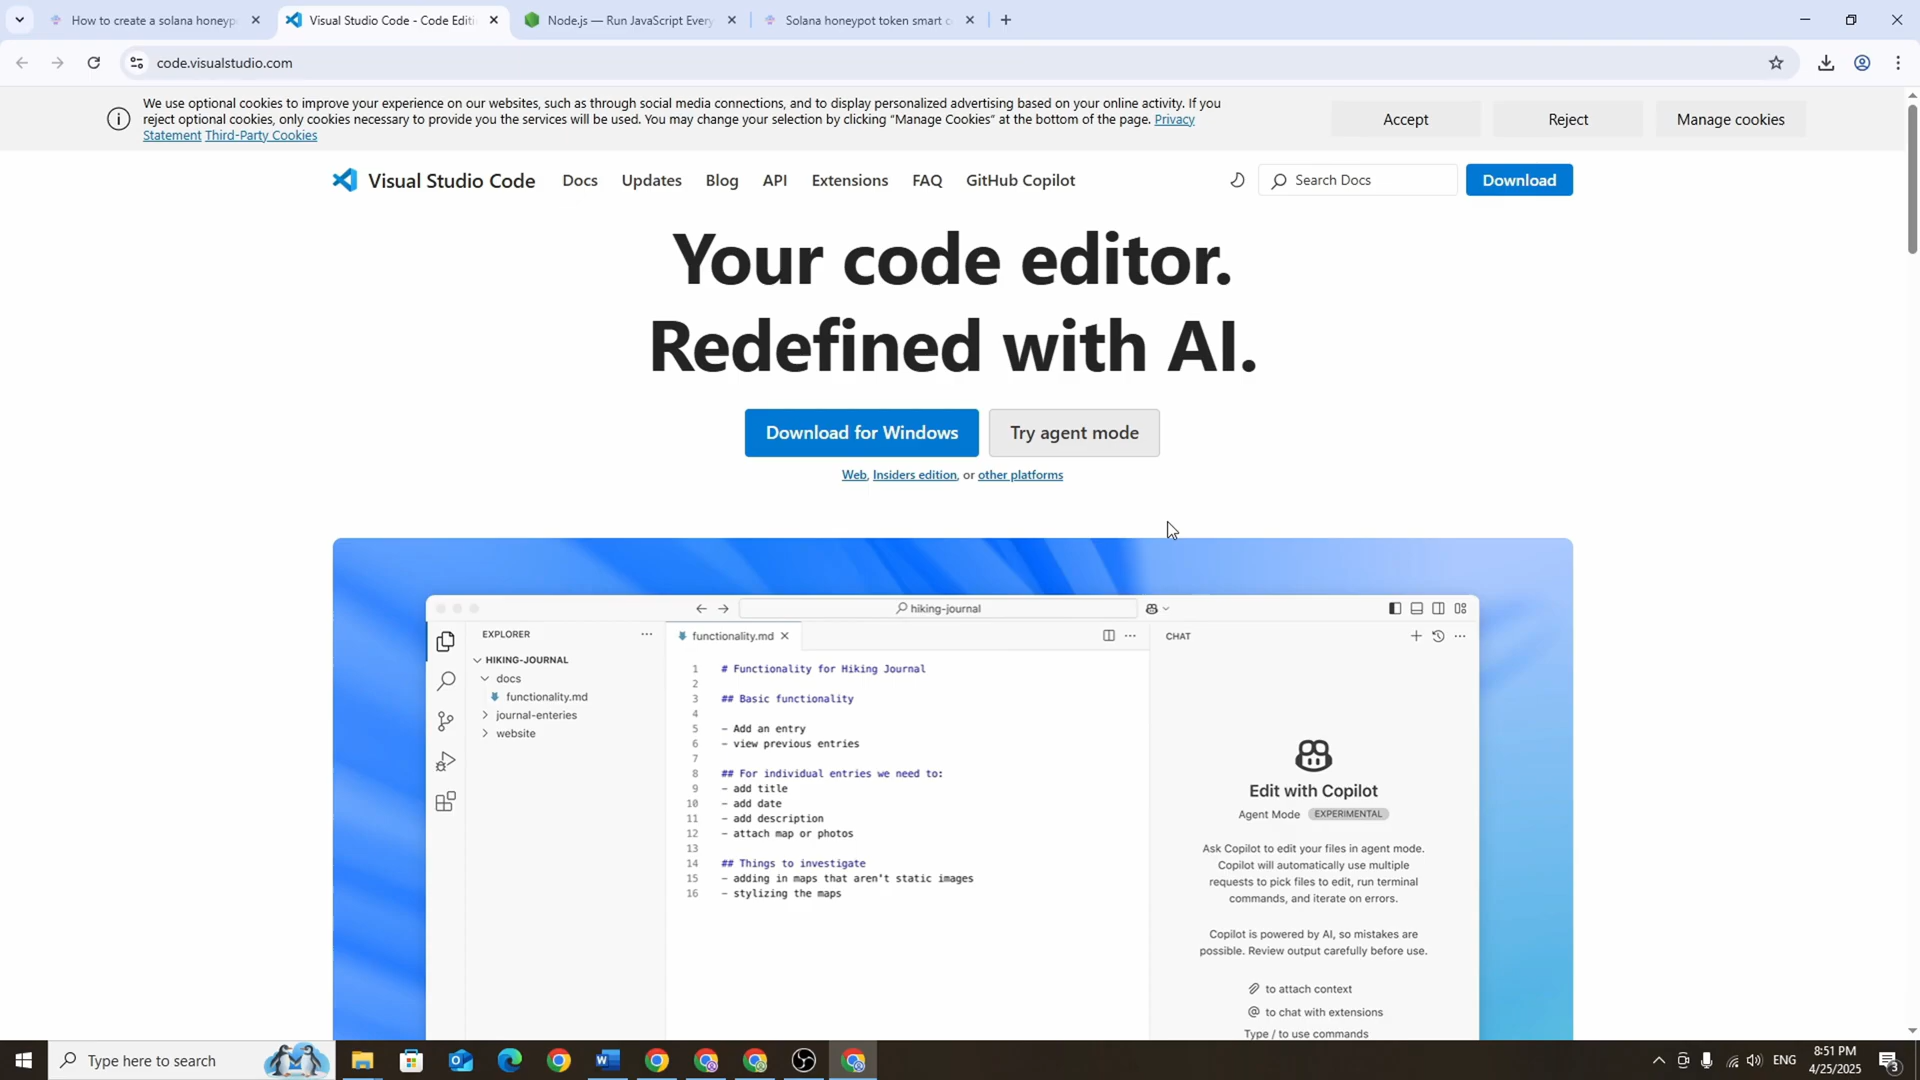 How to create a solana honeyp
Visual Studio Code - Code Editi
Node.js — Run JavaScript Every
Solana honeypot token smart c
code.visualstudio.com
We use optional cookies to improve your experience on our websites, such as through social media connections, and to display personalized advertising based on your online activity. If you
reject optional cookies, only cookies necessary to provide you the services will be used. You may change your selection by clicking “Manage Cookies” at the bottom of the page. Privacy
Statement Third-Party Cookies
Accept
Reject
Manage cookies
Visual Studio Code
Docs
Updates
Blog
API
Extensions
FAQ
GitHub Copilot
Search Docs
Download
Your code editor.
Redefined with AI.
Download for Windows
Try agent mode
Web, Insiders edition, or other platforms
hiking-journal
EXPLORER
HIKING-JOURNAL
docs
functionality.md
journal-enteries
website
functionality.md
1 # Functionality for Hiking Journal
2
3 ## Basic functionality
4
5 - Add an entry
6 - view previous entries
7
8 ## For individual entries we need to:
9 - add title
10 - add date
11 - add description
12 - attach map or photos
13
14 ## Things to investigate
15 - adding in maps that aren't static images
16 - stylizing the maps
CHAT
Edit with Copilot
Agent Mode EXPERIMENTAL
Ask Copilot to edit your files in agent mode.
Copilot will automatically use multiple
requests to pick files to edit, run terminal
commands, and iterate on errors.
Copilot is powered by AI, so mistakes are
possible. Review output carefully before use.
to attach context
@ to chat with extensions
Type / to use commands
Type here to search
ENG
8:51 PM
4/25/2025
3